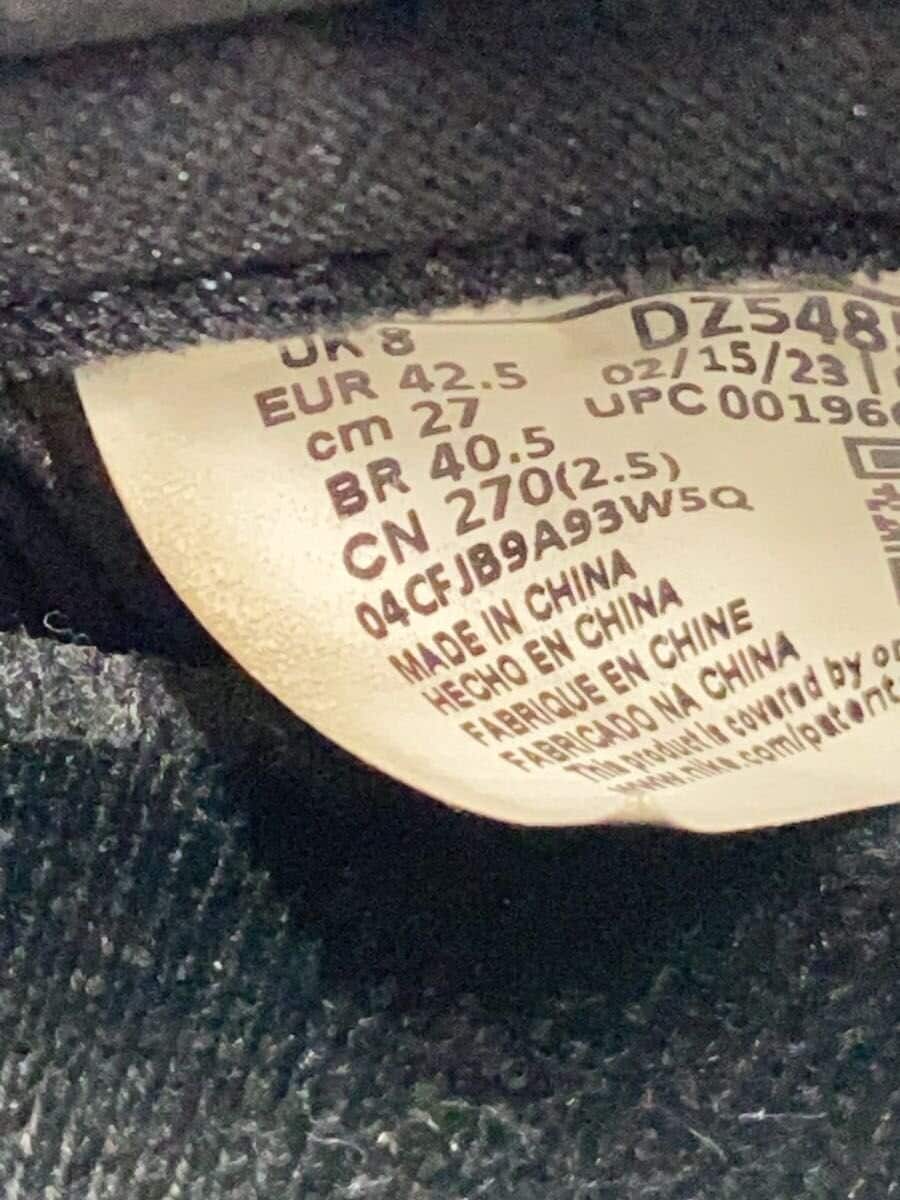 UK 8
EUR 42.5
cm 27
BR 40.5
CN 270(2.5)
04CFJB9A93W5Q
MADE IN CHINA
HECHO EN CHINA
FABRIQUE EN CHINE
FABRICADO NA CHINA
This product is covered by
www.nike.com/patent
DZ548
02/15/23
UPC 00196